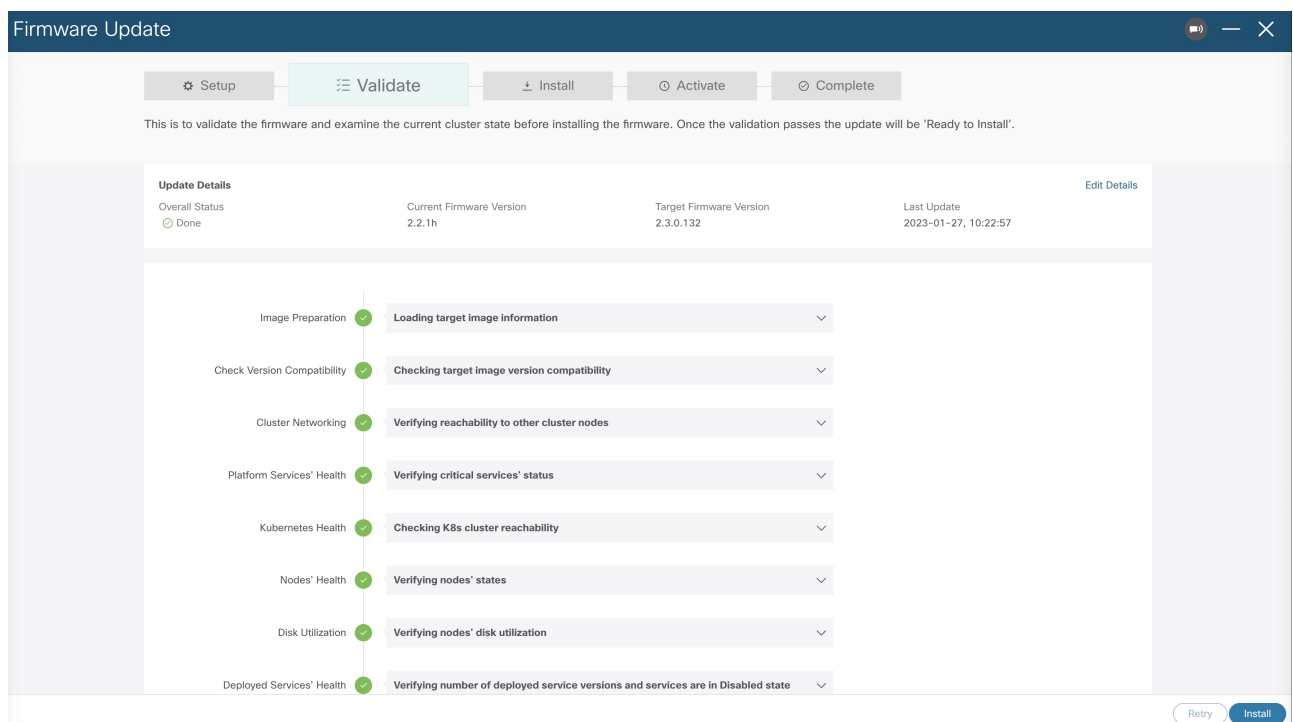 Firmware Update
Setup
Validate
Install
Activate
Complete
This is to validate the firmware and examine the current cluster state before installing the firmware. Once the validation passes the update will be 'Ready to Install'.
Update Details
Edit Details
Overall Status
Current Firmware Version
Target Firmware Version
Last Update
Done
2.2.1h
2.3.0.132
2023-01-27, 10:22:57
Image Preparation
Loading target image information
Check Version Compatibility
Checking target image version compatibility
Cluster Networking
Verifying reachability to other cluster nodes
Platform Services' Health
Verifying critical services' status
Kubernetes Health
Checking K8s cluster reachability
Nodes' Health
Verifying nodes' states
Disk Utilization
Verifying nodes' disk utilization
Deployed Services' Health
Verifying number of deployed service versions and services are in Disabled state
Retry
Install